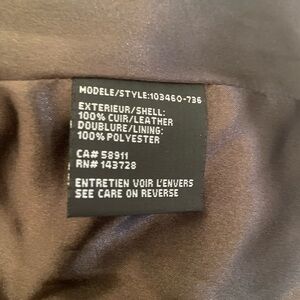 MODELE/STYLE:103460-736
EXTERIEUR/SHELL:
100% CUIR/LEATHER
DOUBLURE/LINING:
100% POLYESTER
CA# 58911
RN# 143728
ENTRETIEN VOIR L'ENVERS
SEE CARE ON REVERSE